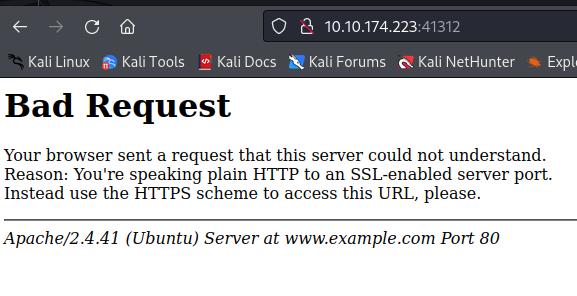 10.10.174.223:41312
Kali Linux Kali Tools Kali Docs Kali Forums Kali NetHunter Explo
Bad Request
Your browser sent a request that this server could not understand.
Reason: You're speaking plain HTTP to an SSL-enabled server port.
Instead use the HTTPS scheme to access this URL, please.
Apache/2.4.41 (Ubuntu) Server at www.example.com Port 80